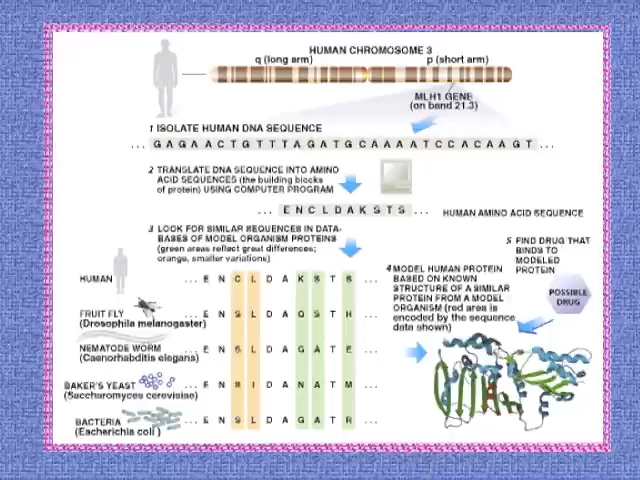 HUMAN CHROMOSOME 3
q (long arm) p (short arm)
MLH1 GENE
(on band 21.3)
1 ISOLATE HUMAN DNA SEQUENCE
... G A G A A C T G T T T A G A T G C A A A A T C C A C A A G T ...
2 TRANSLATE DNA SEQUENCE INTO AMINO
ACID SEQUENCES (the building blocks
of protein) USING COMPUTER PROGRAM
... E N C L D A K S T S ... HUMAN AMINO ACID SEQUENCE
3 LOOK FOR SIMILAR SEQUENCES IN DATA-
BASES OF MODEL ORGANISM PROTEINS
(green areas reflect great differences;
orange, smaller variations)
HUMAN ... E N C L D A K S T S ...
FRUIT FLY
(Drosophila melanogaster) ... E N S L D A Q S T H ...
NEMATODE WORM
(Caenorhabditis elegans) ... E N S L D A G A T E ...
BAKER'S YEAST
(Saccharomyces cerevisiae) ... E N S I D A N A T M ...
BACTERIA
(Escherichia coli ) ... E N S L D A G A T R ...
4 MODEL HUMAN PROTEIN
BASED ON KNOWN
STRUCTURE OF A SIMILAR
PROTEIN FROM A MODEL
ORGANISM (red area is
encoded by the sequence
data shown)
5 FIND DRUG THAT
BINDS TO
MODELED
PROTEIN
POSSIBLE
DRUG